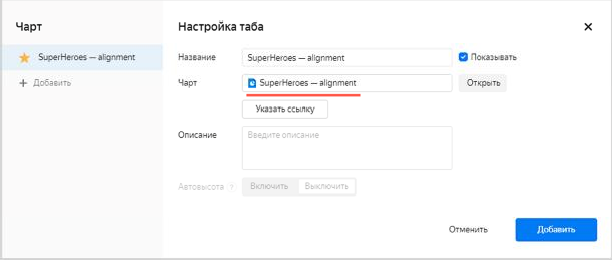 Чарт
Настройка таба
SuperHeroes — alignment
Название
SuperHeroes — alignment
Показывать
Добавить
Чарт
SuperHeroes — alignment
Открыть
Указать ссылку
Описание
Введите описание
Автовысота ?
Включить
Выключить
Отменить
Добавить